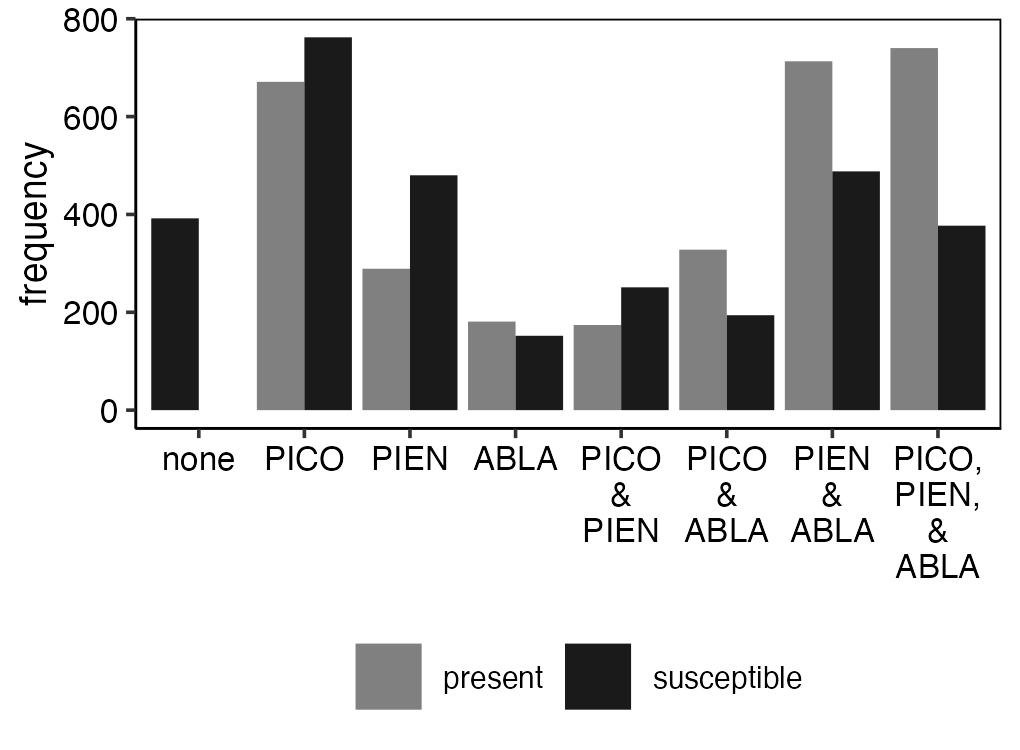 800
600
400
200
0
frequency
none PICO PIEN ABLA PICO PICO PIEN PICO,
& & & PIEN,
PIEN ABLA ABLA &
ABLA
present susceptible